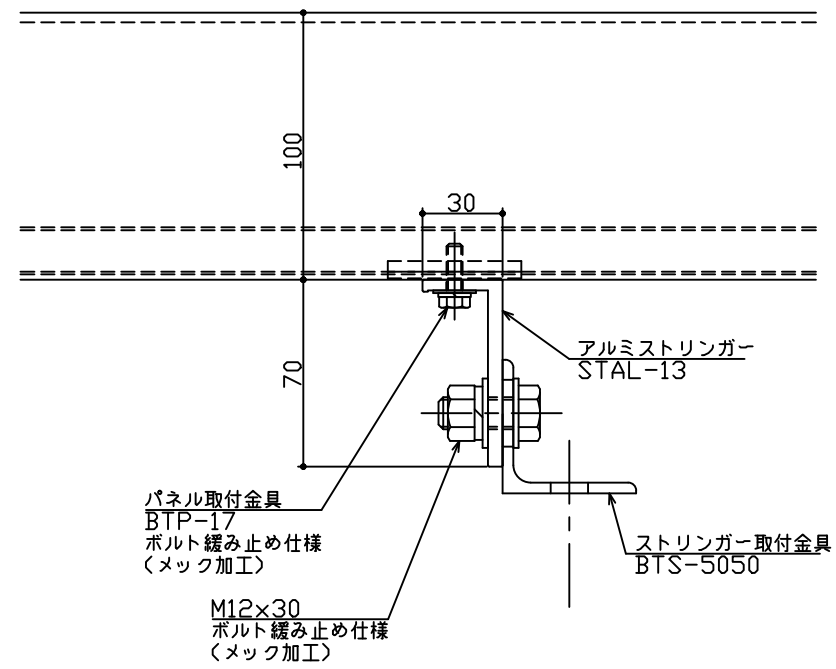 100
30
70
アルミストリンガー
STAL-13
パネル取付金具
BTP-17
ボルト緩み止め仕様
(メック加工)
ストリンガー取付金具
BTS-5050
M12x30
ボルト緩み止め仕様
(メック加工)